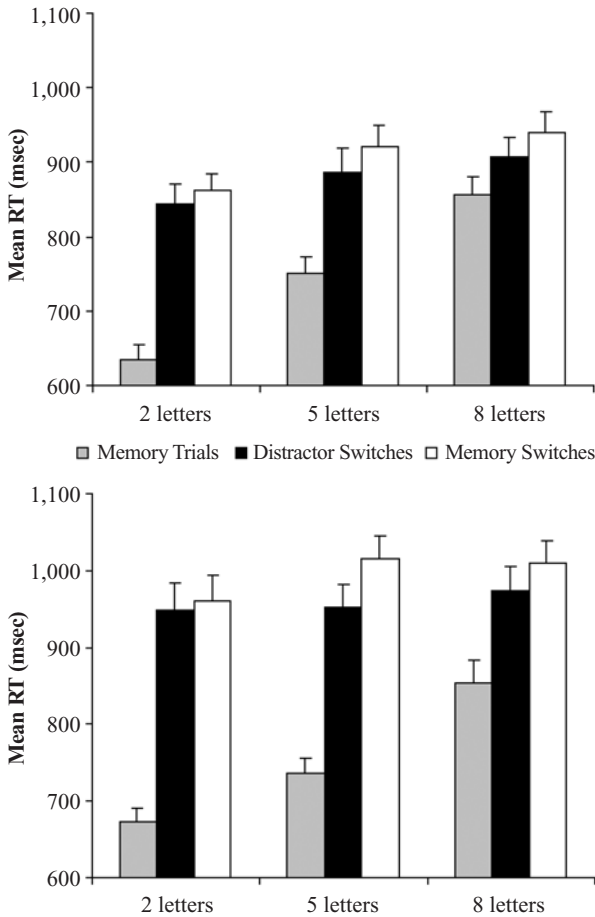 1,100
1,000
900
800
700
600
Mean RT (msec)
2 letters 5 letters 8 letters
Memory Trials Distractor Switches Memory Switches
1,100
1,000
900
800
700
600
Mean RT (msec)
2 letters 5 letters 8 letters